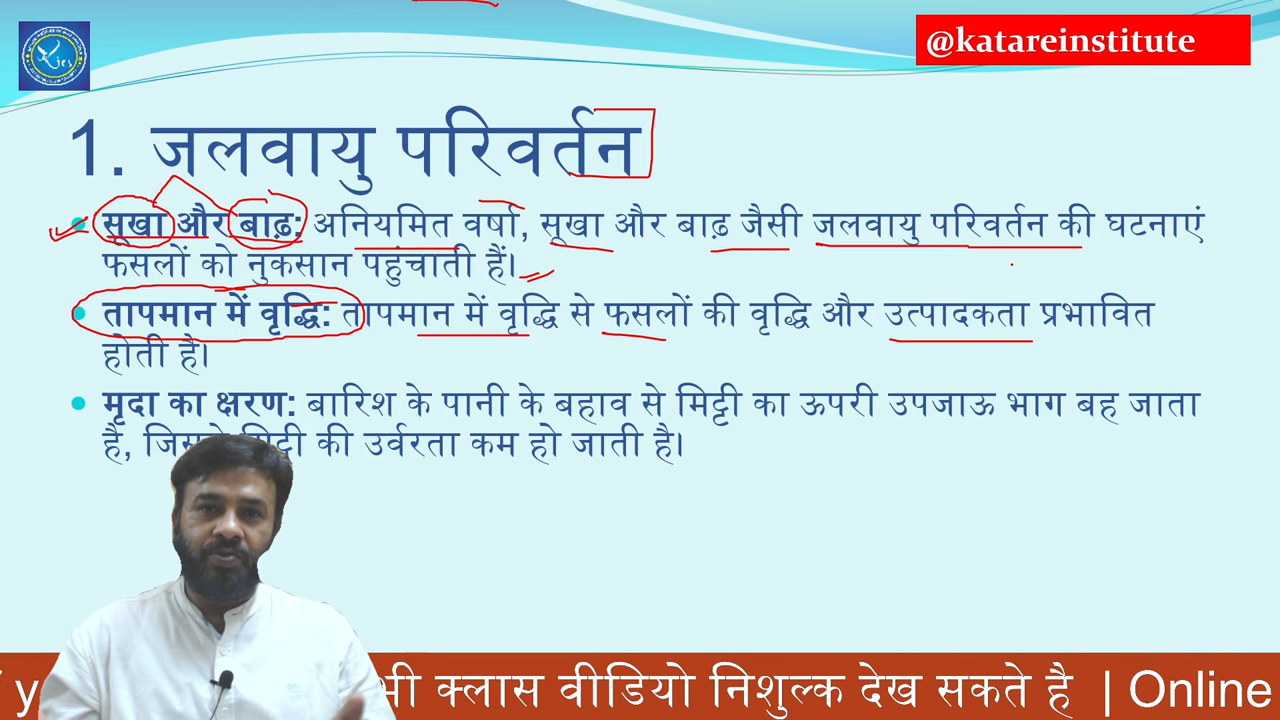 @katareinstitute
1. जलवायु परिवर्तन
सूखा और बाढ़: अनियमित वर्षा, सूखा और बाढ़ जैसी जलवायु परिवर्तन की घटनाएं
फसलों को नुकसान पहुंचाती हैं।
तापमान में वृद्धि: तापमान में वृद्धि से फसलों की वृद्धि और उत्पादकता प्रभावित
होती है।
मृदा का क्षरण: बारिश के पानी के बहाव से मिट्टी का ऊपरी उपजाऊ भाग बह जाता
है, की उर्वरता कम हो जाती है।
क्लास वीडियो निशुल्क देख सकते है | Online